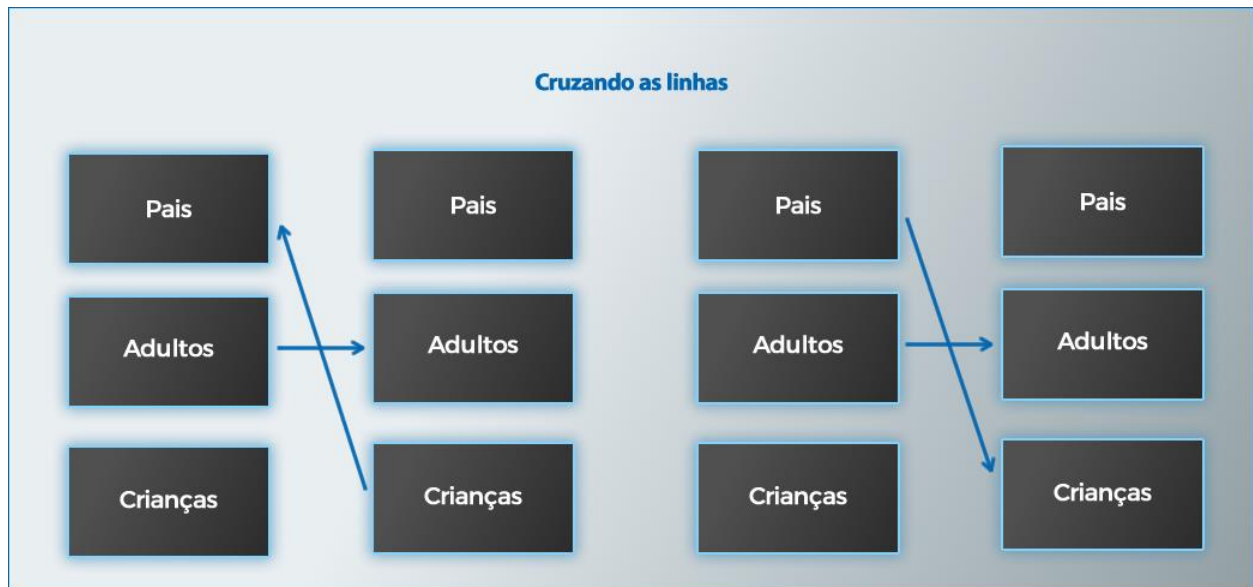 Cruzando as linhas
Pais
Pais
Pais
Pais
Adultos
Adultos
Adultos
Adultos
Crianças
Crianças
Crianças
Crianças